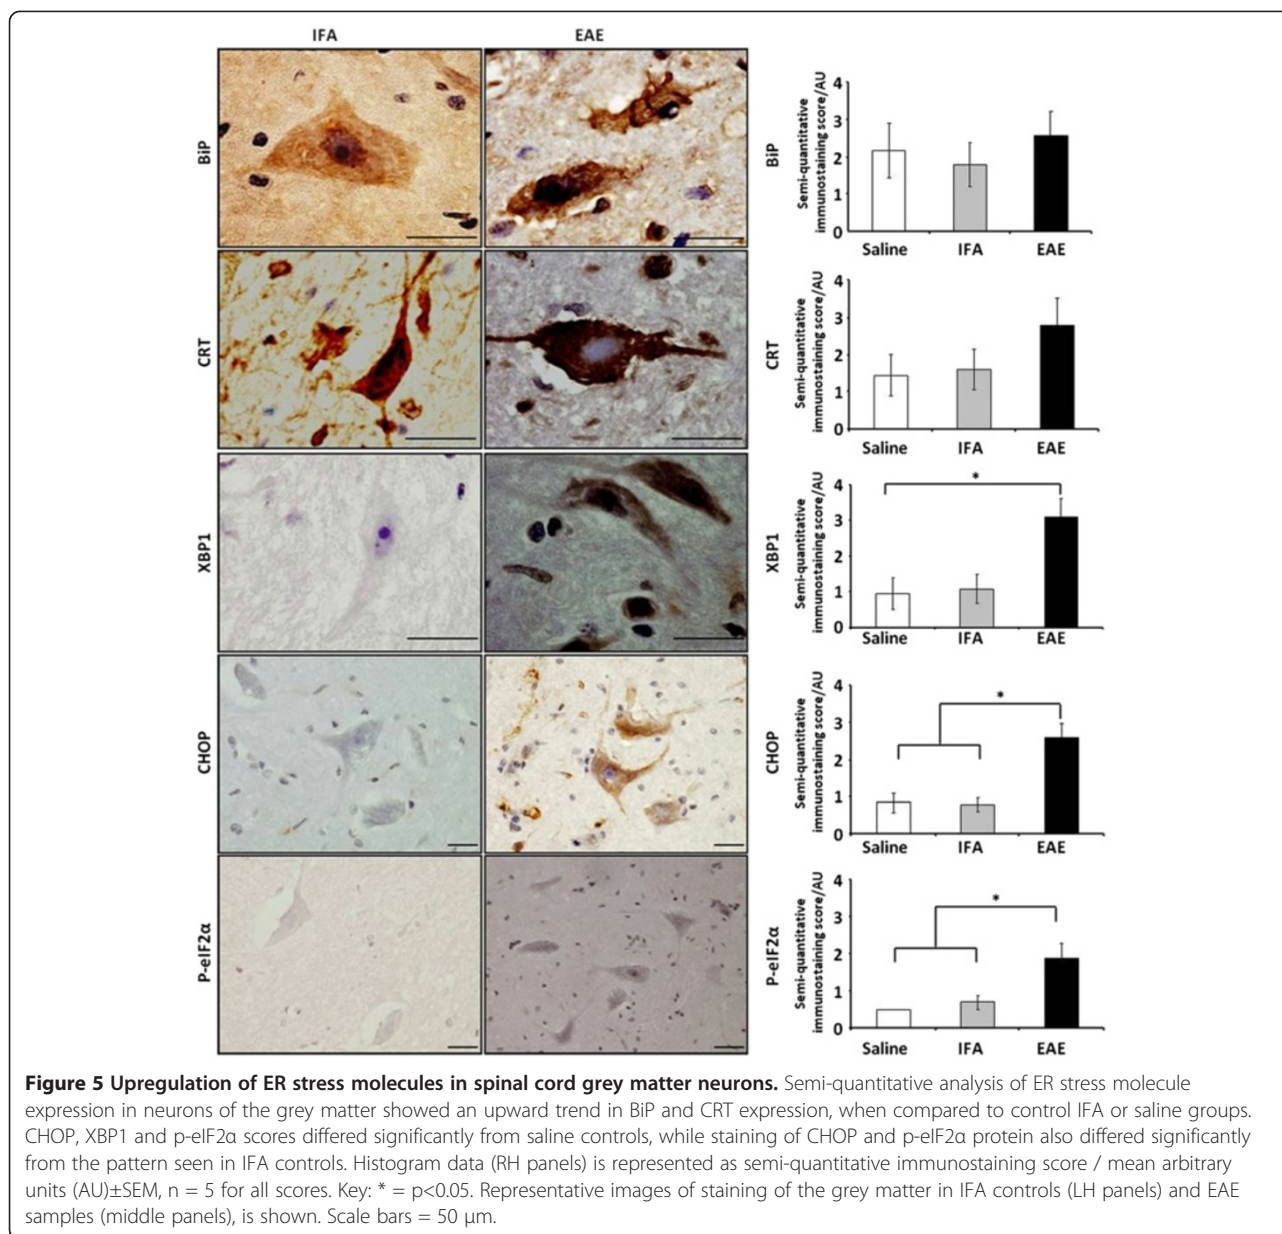 IFA EAE
BiP
BiP
Semi-quantitative
immunostaining score/AU
4
3
2
1
0
Saline IFA EAE
CRT
CRT
Semi-quantitative
immunostaining score/AU
4
3
2
1
0
Saline IFA EAE
XBP1
XBP1
Semi-quantitative
immunostaining score/AU
4
3
2
1
0
*
Saline IFA EAE
CHOP
CHOP
Semi-quantitative
immunostaining score/AU
4
3
2
1
0
*
Saline IFA EAE
P-eIF2α
P-eIF2α
Semi-quantitative
immunostaining score/AU
4
3
2
1
0
*
Saline IFA EAE
Figure 5 Upregulation of ER stress molecules in spinal cord grey matter neurons. Semi-quantitative analysis of ER stress molecule
expression in neurons of the grey matter showed an upward trend in BiP and CRT expression, when compared to control IFA or saline groups.
CHOP, XBP1 and p-eIF2α scores differed significantly from saline controls, while staining of CHOP and p-eIF2α protein also differed significantly
from the pattern seen in IFA controls. Histogram data (RH panels) is represented as semi-quantitative immunostaining score / mean arbitrary
units (AU)±SEM, n = 5 for all scores. Key: * = p<0.05. Representative images of staining of the grey matter in IFA controls (LH panels) and EAE
samples (middle panels), is shown. Scale bars = 50 μm.